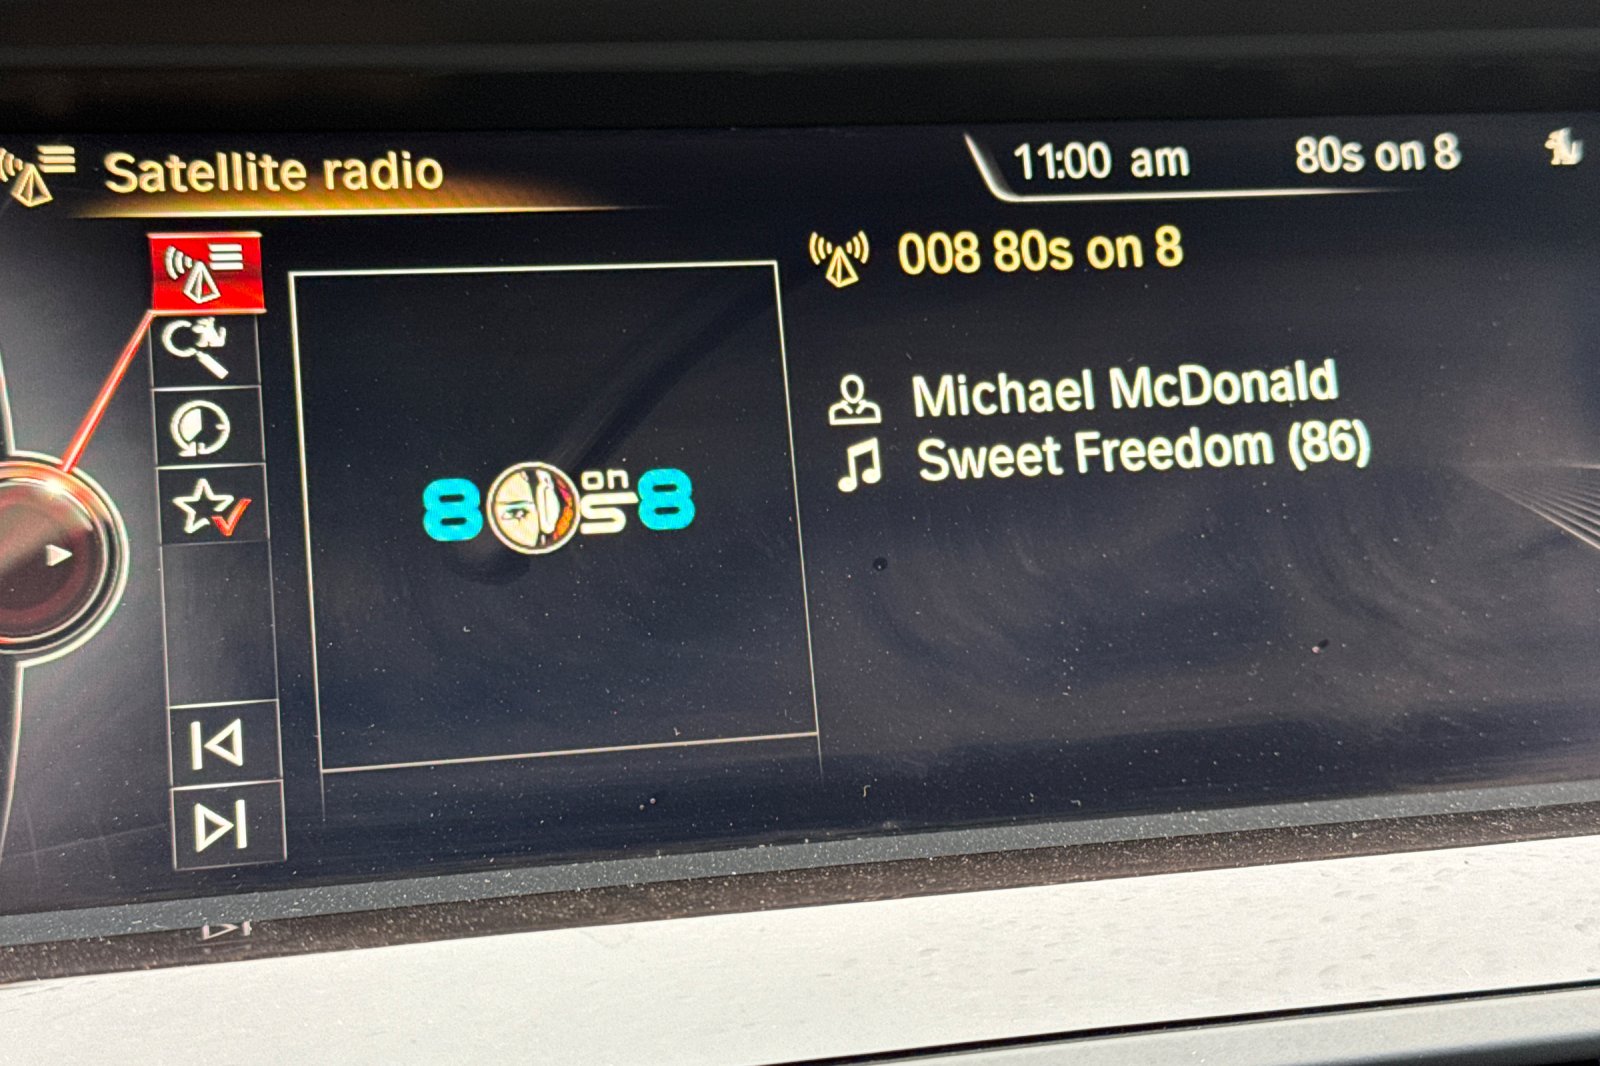 Satellite radio
11:00 am
80s on 8
008 80s on 8
Michael McDonald
Sweet Freedom (86)
80s on 8